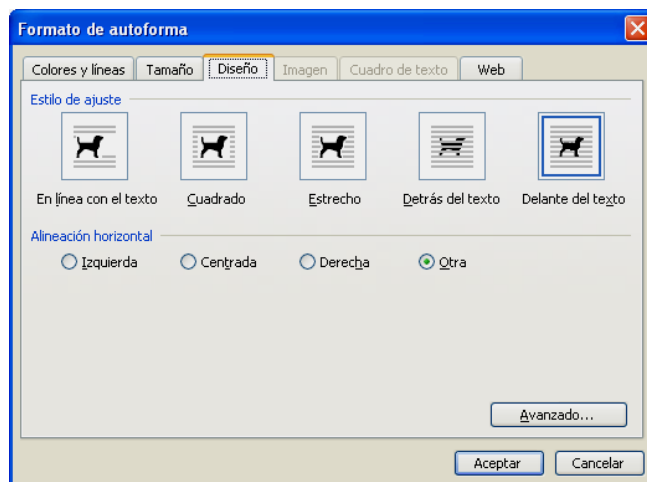 Formato de autoforma
Colores y líneas Tamaño Diseño Imagen Cuadro de texto Web
Estilo de ajuste
En línea con el texto Cuadrado Estrecho Detrás del texto Delante del texto
Alineación horizontal
Izquierda Centrada Derecha Otra
Avanzado...
Aceptar Cancelar